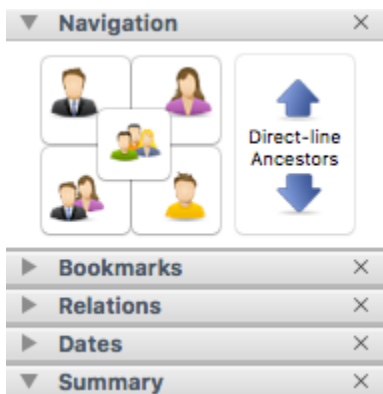 Navigation
Direct-line
Ancestors
Bookmarks
Relations
Dates
Summary